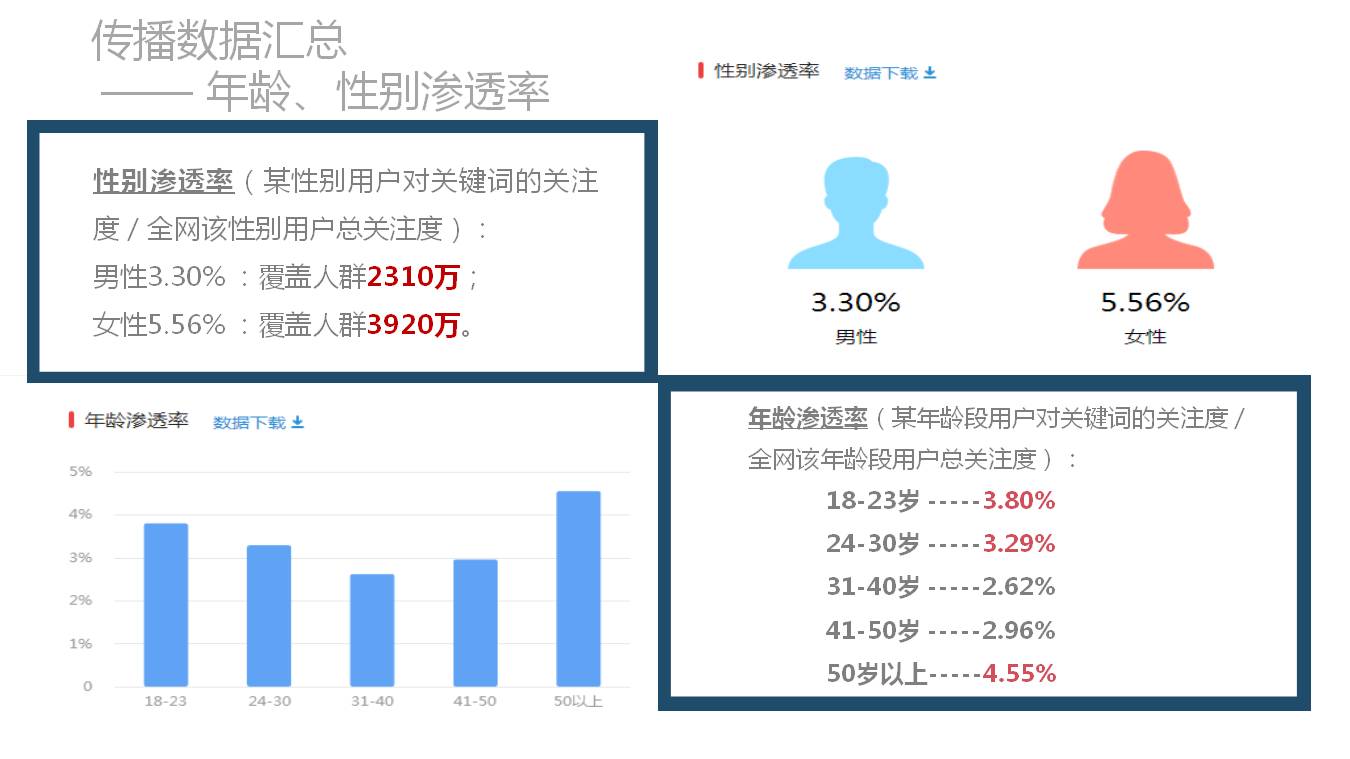 传播数据汇总
—— 年龄、性别渗透率
性别渗透率 数据下载
性别渗透率（某性别用户对关键词的关注
度 / 全网该性别用户总关注度）：
男性3.30% ：覆盖人群2310万；
女性5.56% ：覆盖人群3920万。
3.30%
男性
5.56%
女性
年龄渗透率 数据下载
5%
4%
3%
2%
1%
0
18-23
24-30
31-40
41-50
50以上
年龄渗透率（某年龄段用户对关键词的关注度 /
全网该年龄段用户总关注度）：
18-23岁 -----3.80%
24-30岁 -----3.29%
31-40岁 -----2.62%
41-50岁 -----2.96%
50岁以上-----4.55%